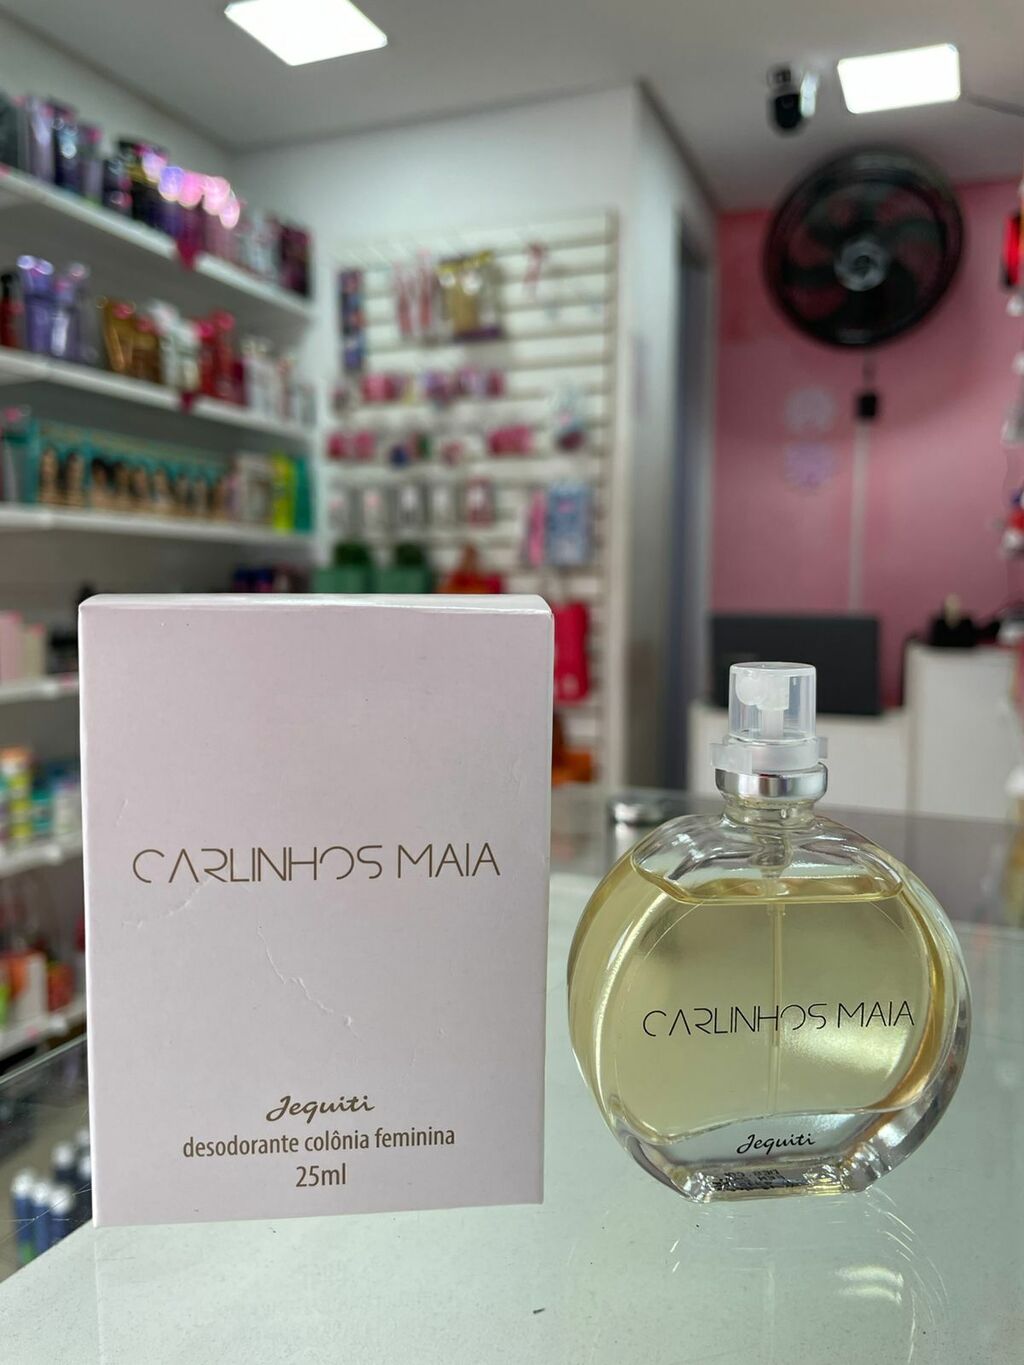 CARLINHOS MAIA
Jequiti
desodorante colônia feminina
25ml
CARLINHOS MAIA
Jequiti